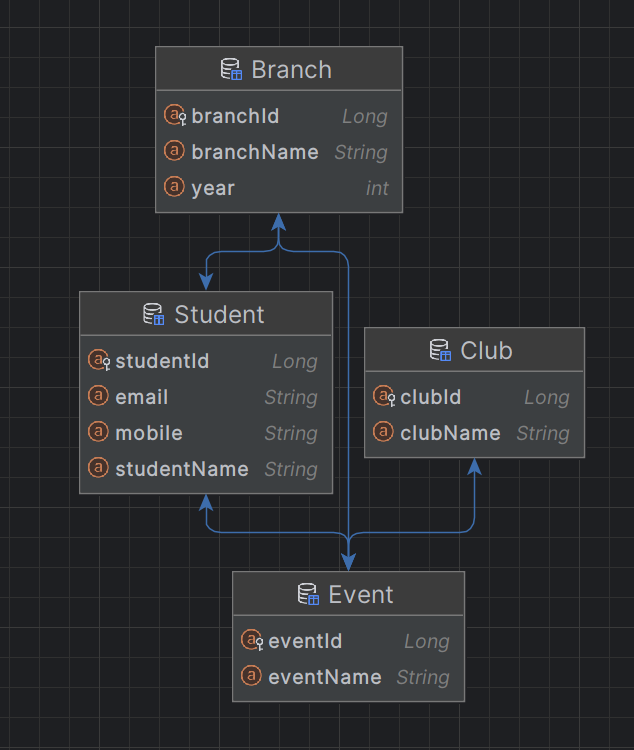 Branch
branchId Long
branchName String
year int
Student
studentId Long
email String
mobile String
studentName String
Club
clubId Long
clubName String
Event
eventId Long
eventName String